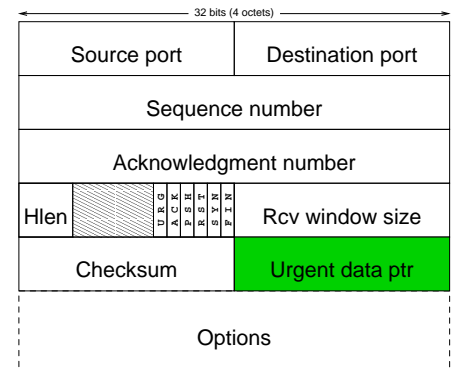 32 bits (4 octets)
Source port Destination port
Sequence number
Acknowledgment number
Hlen URG ACK PSH RST SYN FIN Rcv window size
Checksum Urgent data ptr
Options